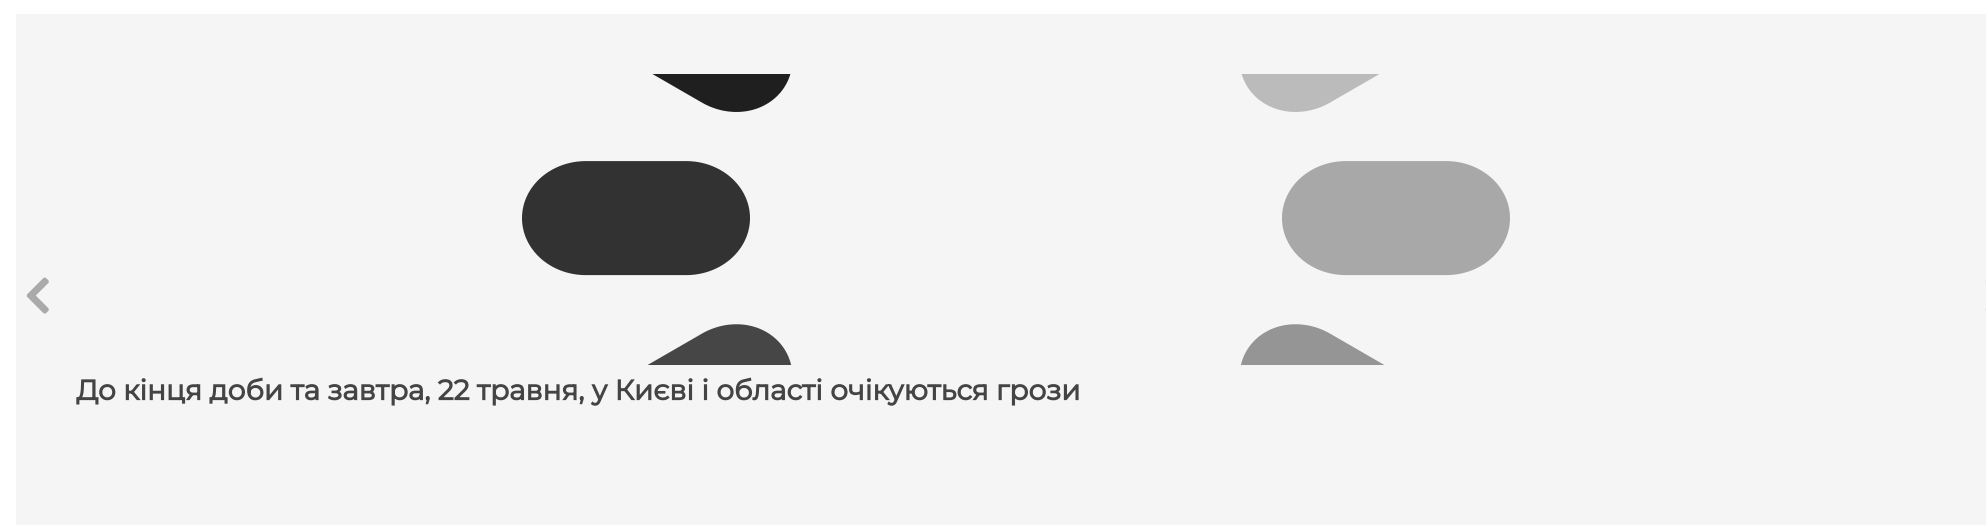 До кінця доби та завтра, 22 травня, у Києві і області очікуються грози